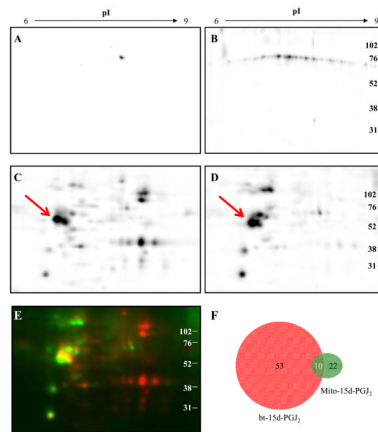 pI pI
6 9 6 9
A B
102
76
52
38
31
C D
102
76
52
38
31
E F
102
76
52
38
31
53 10 22
Mito-15d-PGJ₂
bt-15d-PGJ₂